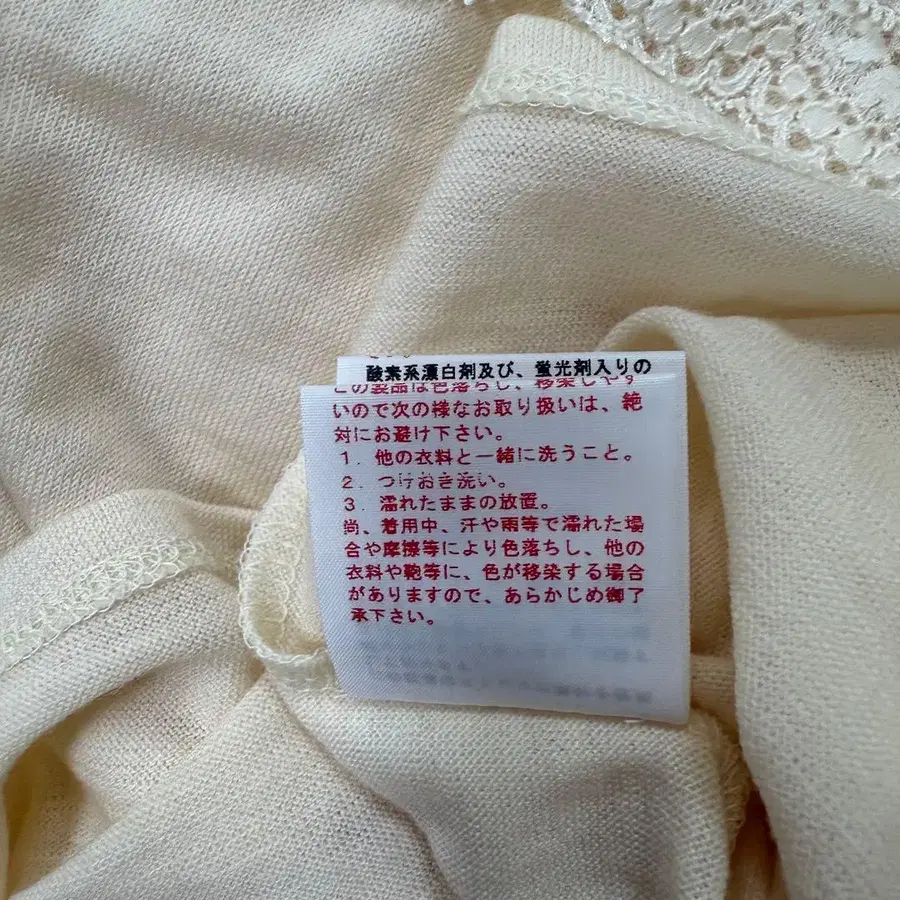 酸素系漂白剤及び、蛍光剤入りの
この製品は色落ちし、移染しやす
いので次の様なお取り扱いは、絶
対にお避け下さい。
1．他の衣料と一緒に洗うこと。
2．つけおき洗い。
3．濡れたままの放置。
尚、着用中、汗や雨等で濡れた場
合や摩擦等により色落ちし、他の
衣料や鞄等に、色が移染する場合
がありますので、あらかじめ御了
承下さい。